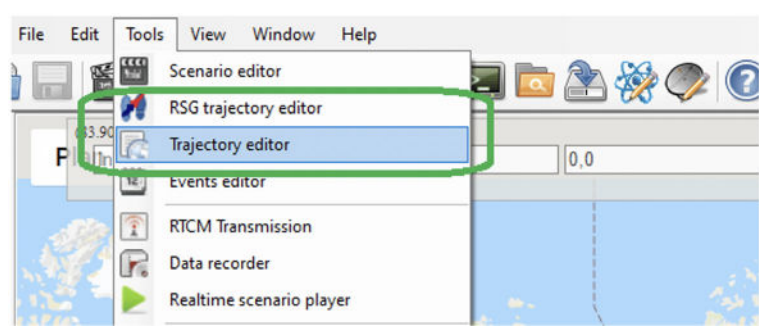 File Edit Tools View Window Help
Scenario editor
RSG trajectory editor
Trajectory editor
0,0
Events editor
12
RTCM Transmission
Data recorder
Realtime scenario player